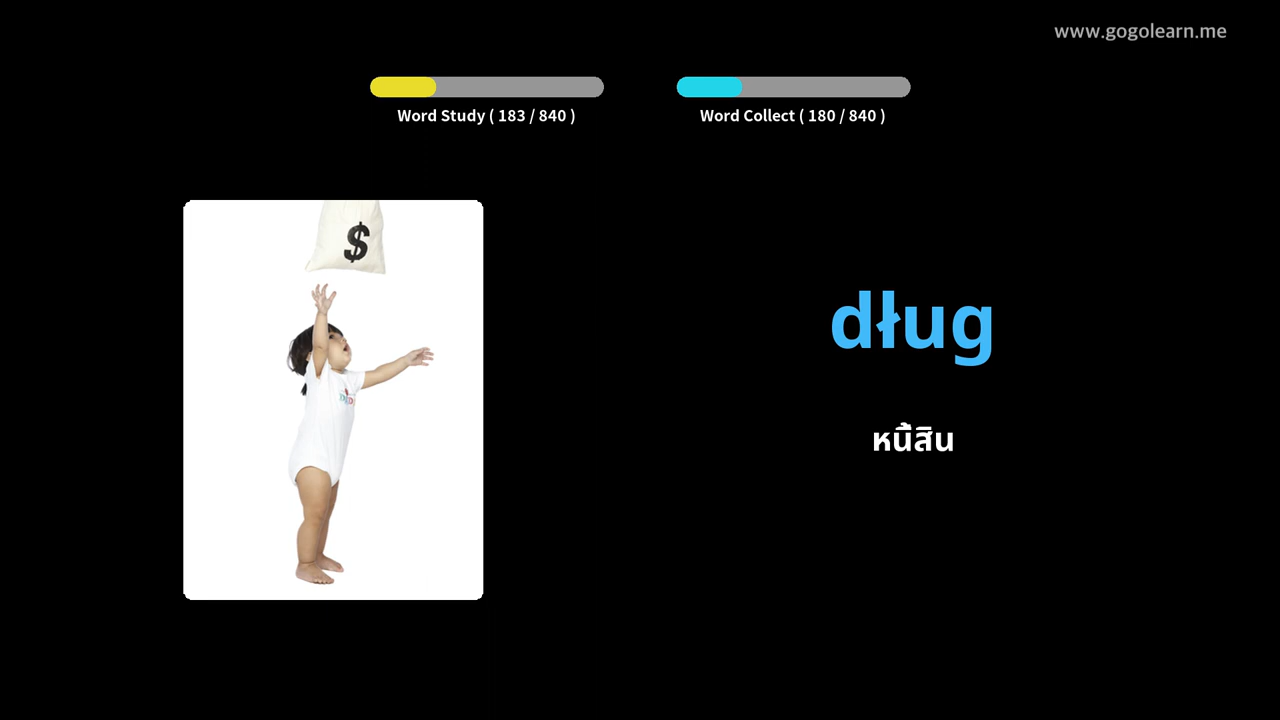 www.gogolearn.me
Word Study ( 183 / 840 )
Word Collect ( 180 / 840 )
$
dług
หนี้สิน